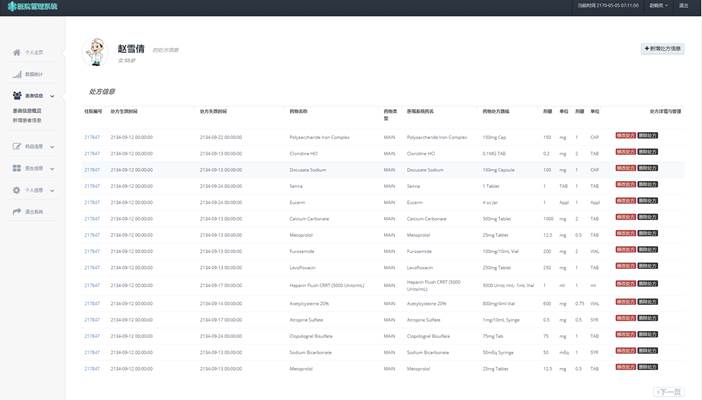 医院管理系统
当前时间 2170-05-05 07:11:00 赵雪倩 退出
个人主页
数据统计
患者信息
患者信息概况
新增患者信息
药品信息
医生信息
个人信息
退出系统
赵雪倩 的处方信息
女 /
+新增处方信息
处方信息
住院编号 处方生效时间 处方失效时间 药物名称 药物类型 医嘱系统药名 药物处方规格 剂量 单位 剂量 单位 处方详情与管理
217847 2134-09-12 00:00:00 2134-09-22 00:00:00 Polysaccharide Iron Complex MAIN Polysaccharide Iron Complex 150mg Cap 150 mg 1 CAP 修改处方 删除处方
217847 2134-09-12 00:00:00 2134-09-13 00:00:00 Clonidine HCl MAIN Clonidine HCl 0.1MG TAB 0.2 mg 2 TAB 修改处方 删除处方
217847 2134-09-12 00:00:00 2134-09-13 00:00:00 Docusate Sodium MAIN Docusate Sodium 100mg Capsule 100 mg 1 CAP 修改处方 删除处方
217847 2134-09-12 00:00:00 2134-09-24 00:00:00 Senna MAIN Senna 1 Tablet 1 TAB 1 TAB 修改处方 删除处方
217847 2134-09-12 00:00:00 2134-09-24 00:00:00 Eucerin MAIN Eucerin 4 oz Jar 1 Appl 1 Appl 修改处方 删除处方
217847 2134-09-12 00:00:00 2134-09-13 00:00:00 Calcium Carbonate MAIN Calcium Carbonate 500mg Tablet 1000 mg 2 TAB 修改处方 删除处方
217847 2134-09-12 00:00:00 2134-09-13 00:00:00 Metoprolol MAIN Metoprolol 25mg Tablet 12.5 mg 0.5 TAB 修改处方 删除处方
217847 2134-09-12 00:00:00 2134-09-13 00:00:00 Furosemide MAIN Furosemide 100mg/10mL Vial 200 mg 2 VIAL 修改处方 删除处方
217847 2134-09-12 00:00:00 2134-09-13 00:00:00 Levofloxacin MAIN Levofloxacin 250mg Tablet 250 mg 1 TAB 修改处方 删除处方
217847 2134-09-13 00:00:00 2134-09-17 00:00:00 Heparin Flush CRRT (5000 Units/mL) MAIN Heparin Flush CRRT (5000 Units/mL) 5000 Units/mL- 1mL Vial 1 ml 1 ml 修改处方 删除处方
217847 2134-09-12 00:00:00 2134-09-14 00:00:00 Acetylcysteine 20% MAIN Acetylcysteine 20% 800mg/4ml Vial 600 mg 0.75 VIAL 修改处方 删除处方
217847 2134-09-12 00:00:00 2134-09-17 00:00:00 Atropine Sulfate MAIN Atropine Sulfate 1mg/10mL Syringe 0.5 mg 0.5 SYR 修改处方 删除处方
217847 2134-09-12 00:00:00 2134-09-24 00:00:00 Clopidogrel Bisulfate MAIN Clopidogrel Bisulfate 75mg Tab 75 mg 1 TAB 修改处方 删除处方
217847 2134-09-12 00:00:00 2134-09-13 00:00:00 Sodium Bicarbonate MAIN Sodium Bicarbonate 50mEq Syringe 50 mEq 1 SYR 修改处方 删除处方
217847 2134-09-12 00:00:00 2134-09-13 00:00:00 Metoprolol MAIN Metoprolol 25mg Tablet 12.5 mg 0.5 TAB 修改处方 删除处方
下一页